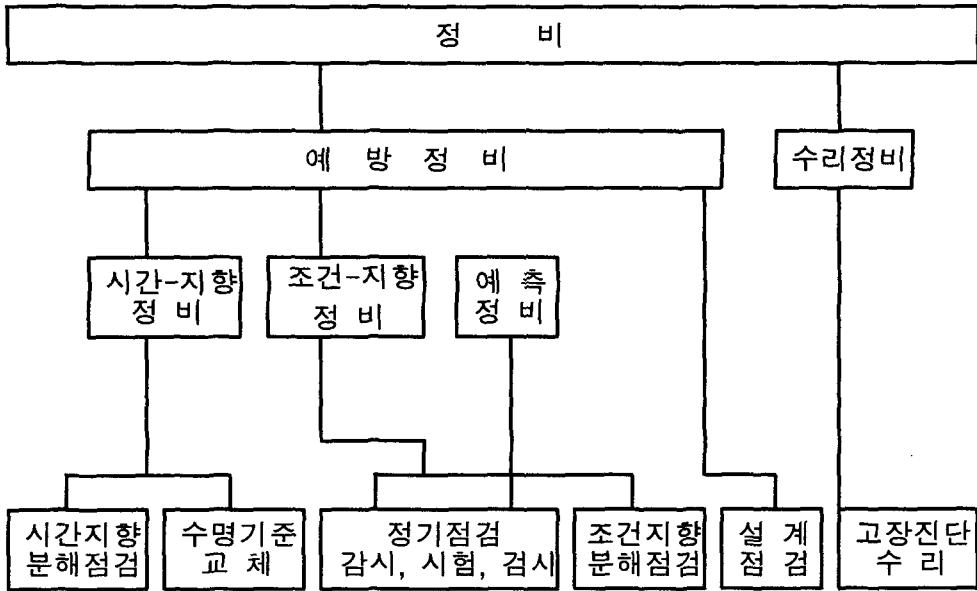 정 비
예 방 정 비
수리정비
시간-지향
정 비
조건-지향
정 비
예 측
정 비
시간지향
분해점검
수명기준
교 체
정기점검
감시, 시험, 검사
조건지향
분해점검
설 계
점 검
고장진단
수 리